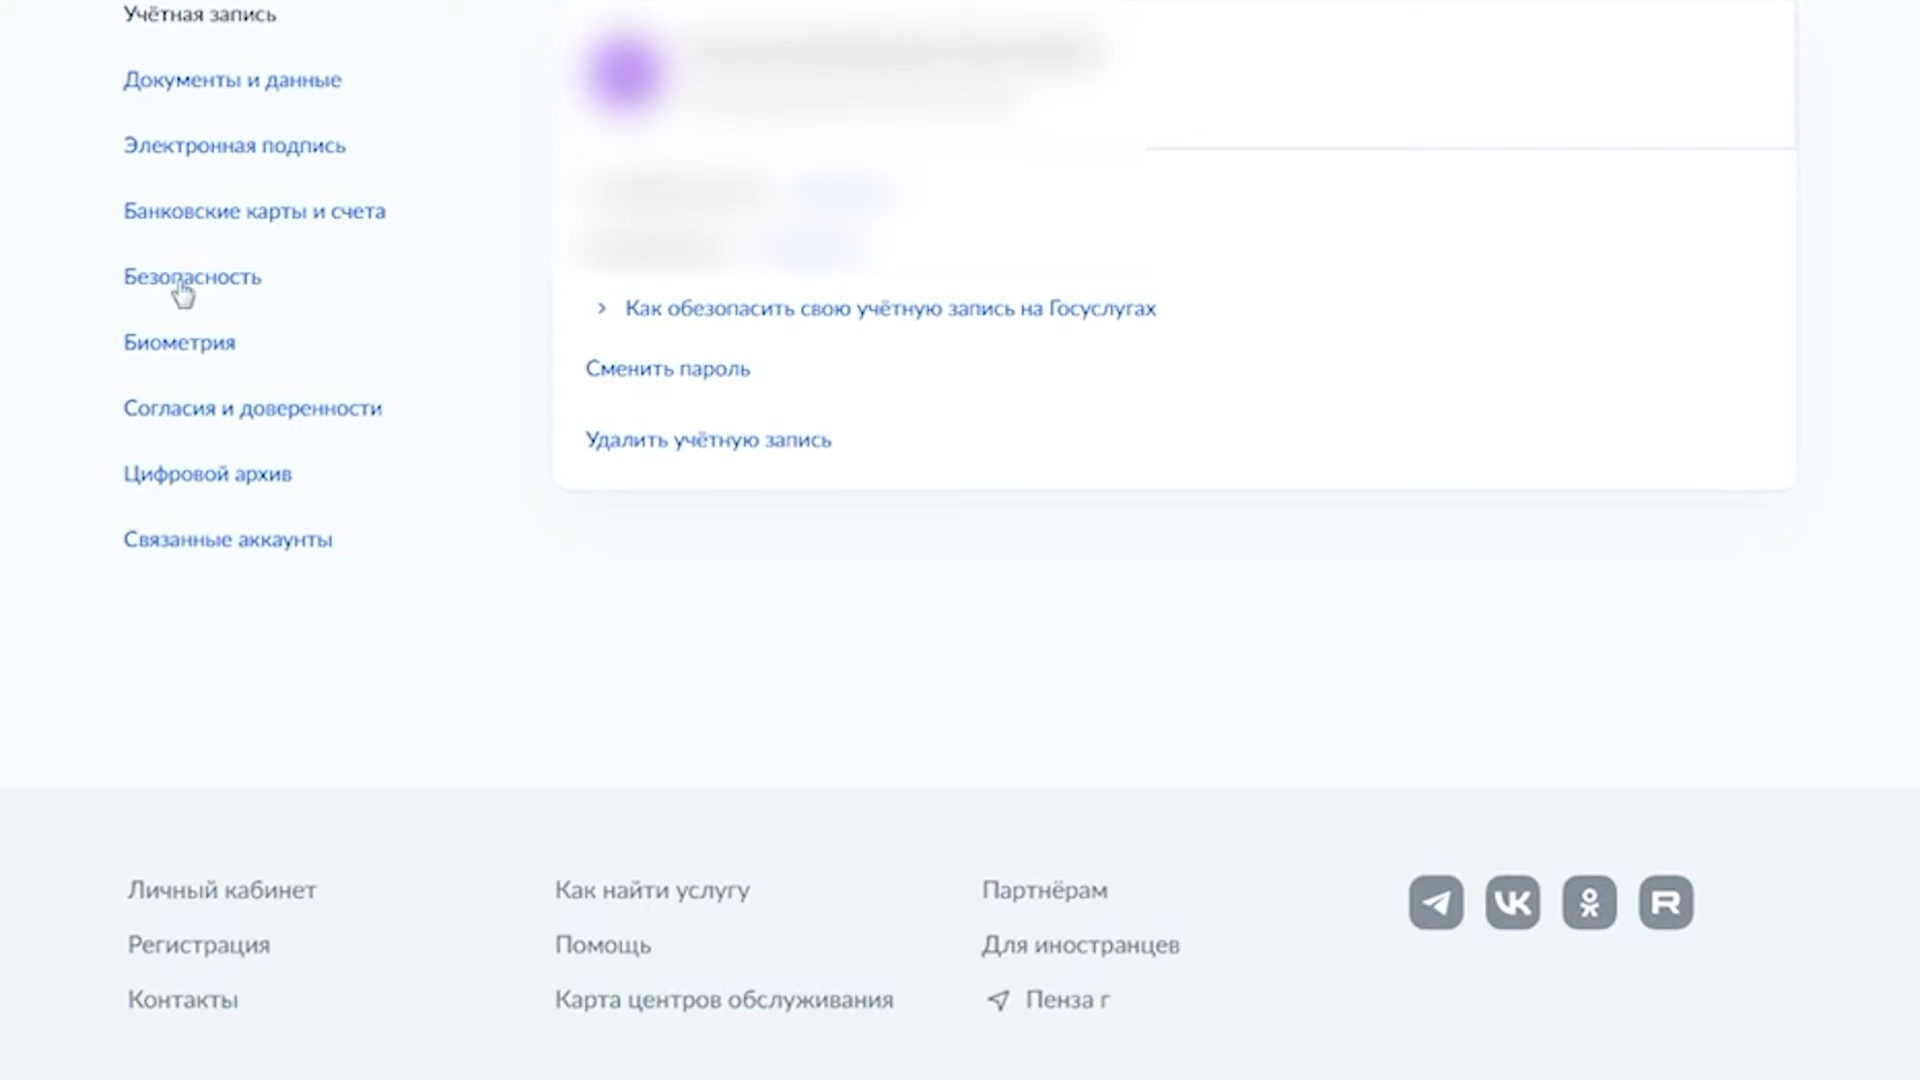 Учётная запись
Документы и данные
Электронная подпись
Банковские карты и счета
Безопасность
Биометрия
Согласия и доверенности
Цифровой архив
Связанные аккаунты
Как обезопасить свою учётную запись на Госуслугах
Сменить пароль
Удалить учётную запись
Личный кабинет
Регистрация
Контакты
Как найти услугу
Помощь
Карта центров обслуживания
Партнёрам
Для иностранцев
Пенза г